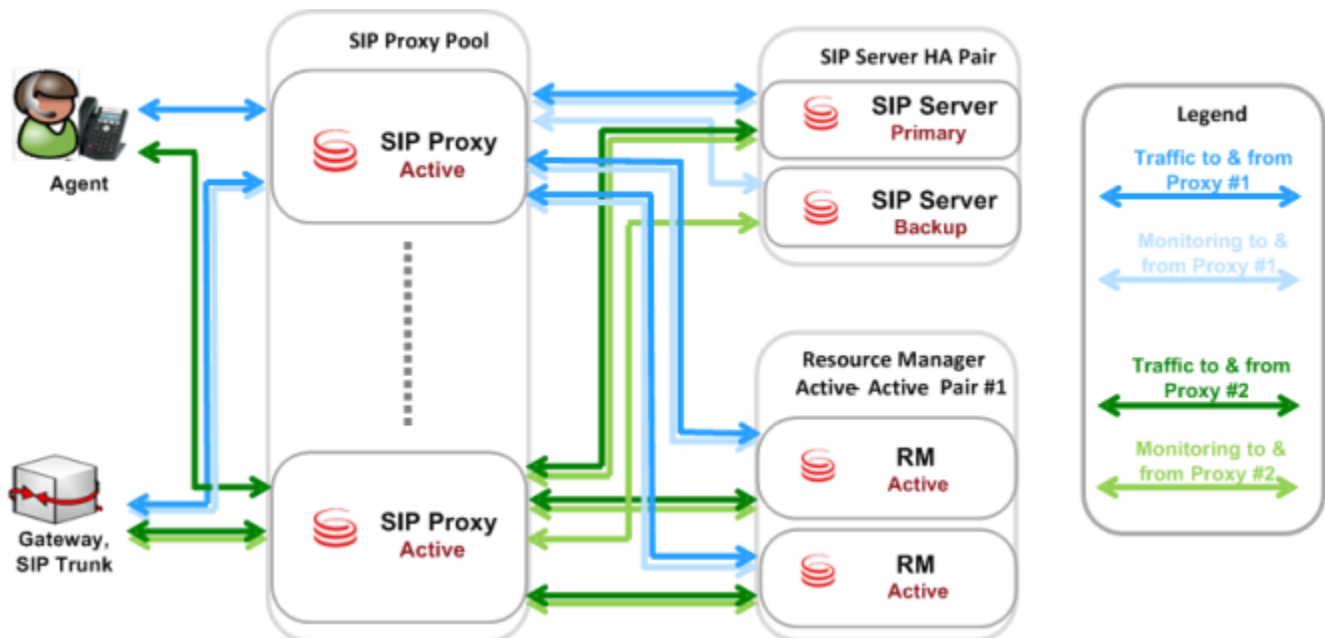 SIP Proxy Pool
SIP Proxy
Active
SIP Proxy
Active
Agent
Gateway,
SIP Trunk
SIP Server HA Pair
SIP Server
Primary
SIP Server
Backup
Resource Manager
Active- Active Pair #1
RM
Active
RM
Active
Legend
Traffic to & from
Proxy #1
Monitoring to &
from Proxy #1
Traffic to & from
Proxy #2
Monitoring to &
from Proxy #2